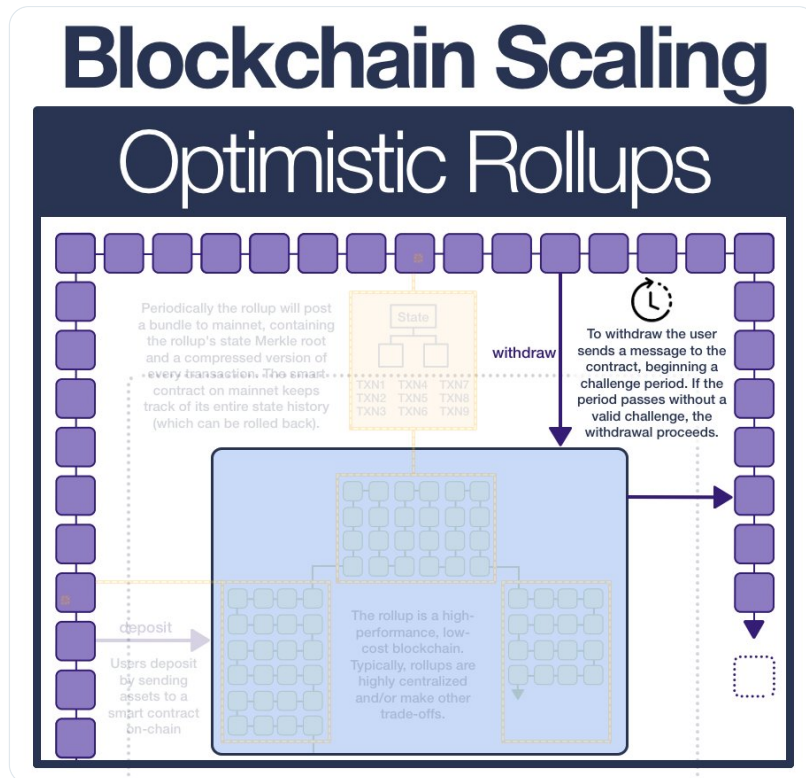 Blockchain Scaling
Optimistic Rollups
Periodically the rollup will post
a bundle to mainnet, containing
the rollup's state Merkle root
and a compressed version of
every transaction. The smart
contract on mainnet keeps
track of its entire state history
(which can be rolled back).
State
TXN1 TXN4 TXN7
TXN2 TXN5 TXN8
TXN3 TXN6 TXN9
withdraw
To withdraw the user
sends a message to the
contract, beginning a
challenge period. If the
period passes without a
valid challenge, the
withdrawal proceeds.
deposit
Users deposit
by sending
assets to a
smart contract
on-chain
The rollup is a high-
performance, low-
cost blockchain.
Typically, rollups are
highly centralized
and/or make other
trade-offs.